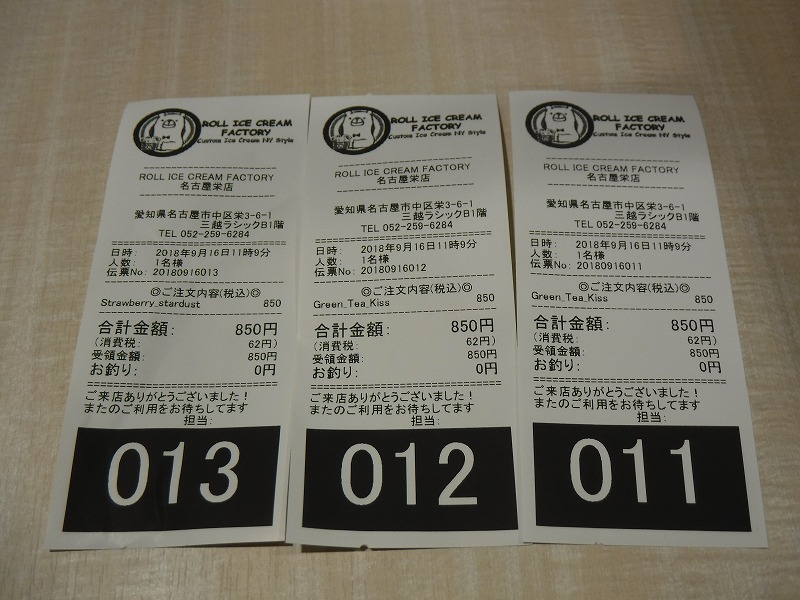 ROLL ICE CREAM
FACTORY
Custom Ice Cream NY Style
ROLL ICE CREAM FACTORY
名古屋栄店
愛知県名古屋市中区栄3-6-1
三越ラシックB1階
TEL 052-259-6284
日時: 2018年9月16日11時9分
人数: 1名様
伝票No: 20180916013
◎ご注文内容(税込)◎
Strawberry_stardust 850
合計金額: 850円
(消費税: 62円)
受領金額: 850円
お釣り: 0円
ご来店ありがとうございました!
またのご利用をお待ちしてます
担当:
013
ROLL ICE CREAM
FACTORY
Custom Ice Cream NY Style
ROLL ICE CREAM FACTORY
名古屋栄店
愛知県名古屋市中区栄3-6-1
三越ラシックB1階
TEL 052-259-6284
日時: 2018年9月16日11時9分
人数: 1名様
伝票No: 20180916012
◎ご注文内容(税込)◎
Green_Tea_Kiss 850
合計金額: 850円
(消費税: 62円)
受領金額: 850円
お釣り: 0円
ご来店ありがとうございました!
またのご利用をお待ちしてます
担当:
012
ROLL ICE CREAM
FACTORY
Custom Ice Cream NY Style
ROLL ICE CREAM FACTORY
名古屋栄店
愛知県名古屋市中区栄3-6-1
三越ラシックB1階
TEL 052-259-6284
日時: 2018年9月16日11時9分
人数: 1名様
伝票No: 20180916011
◎ご注文内容(税込)◎
Green_Tea_Kiss 850
合計金額: 850円
(消費税: 62円)
受領金額: 850円
お釣り: 0円
ご来店ありがとうございました!
またのご利用をお待ちしてます
担当:
011